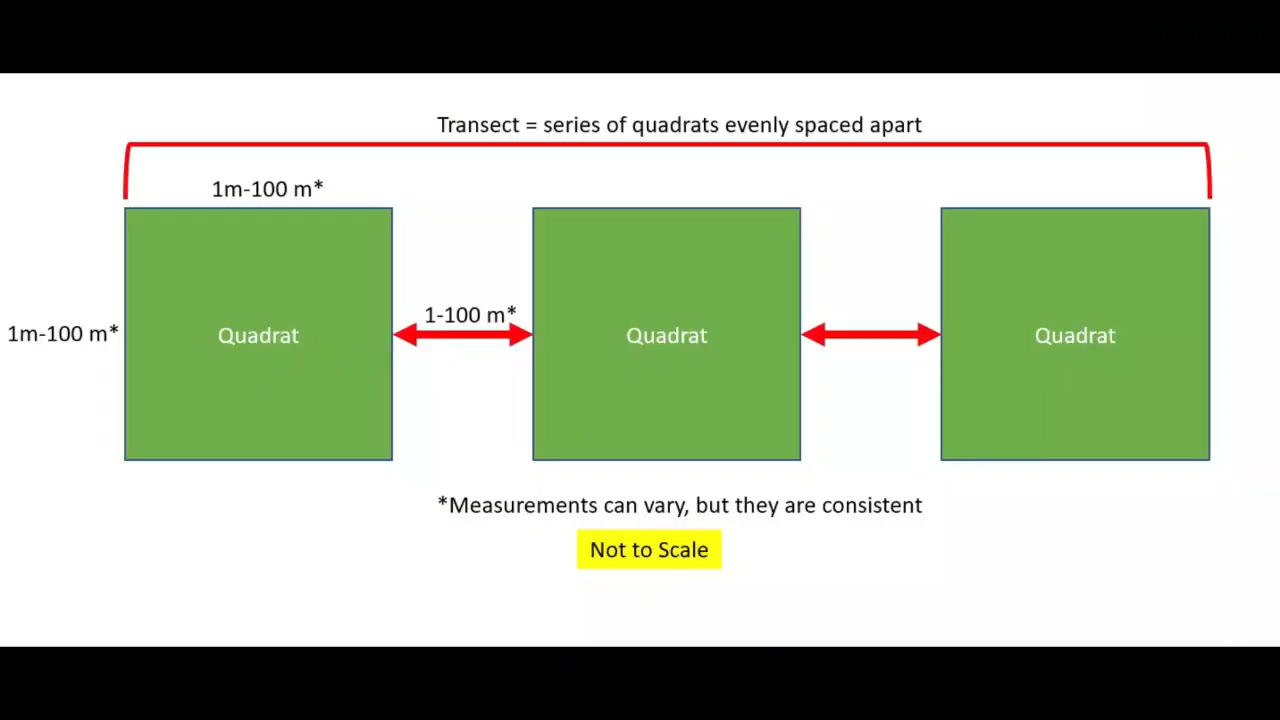 Transect = series of quadrats evenly spaced apart
1m-100 m*
1-100 m*
1m-100 m*
Quadrat
Quadrat
Quadrat
*Measurements can vary, but they are consistent
Not to Scale